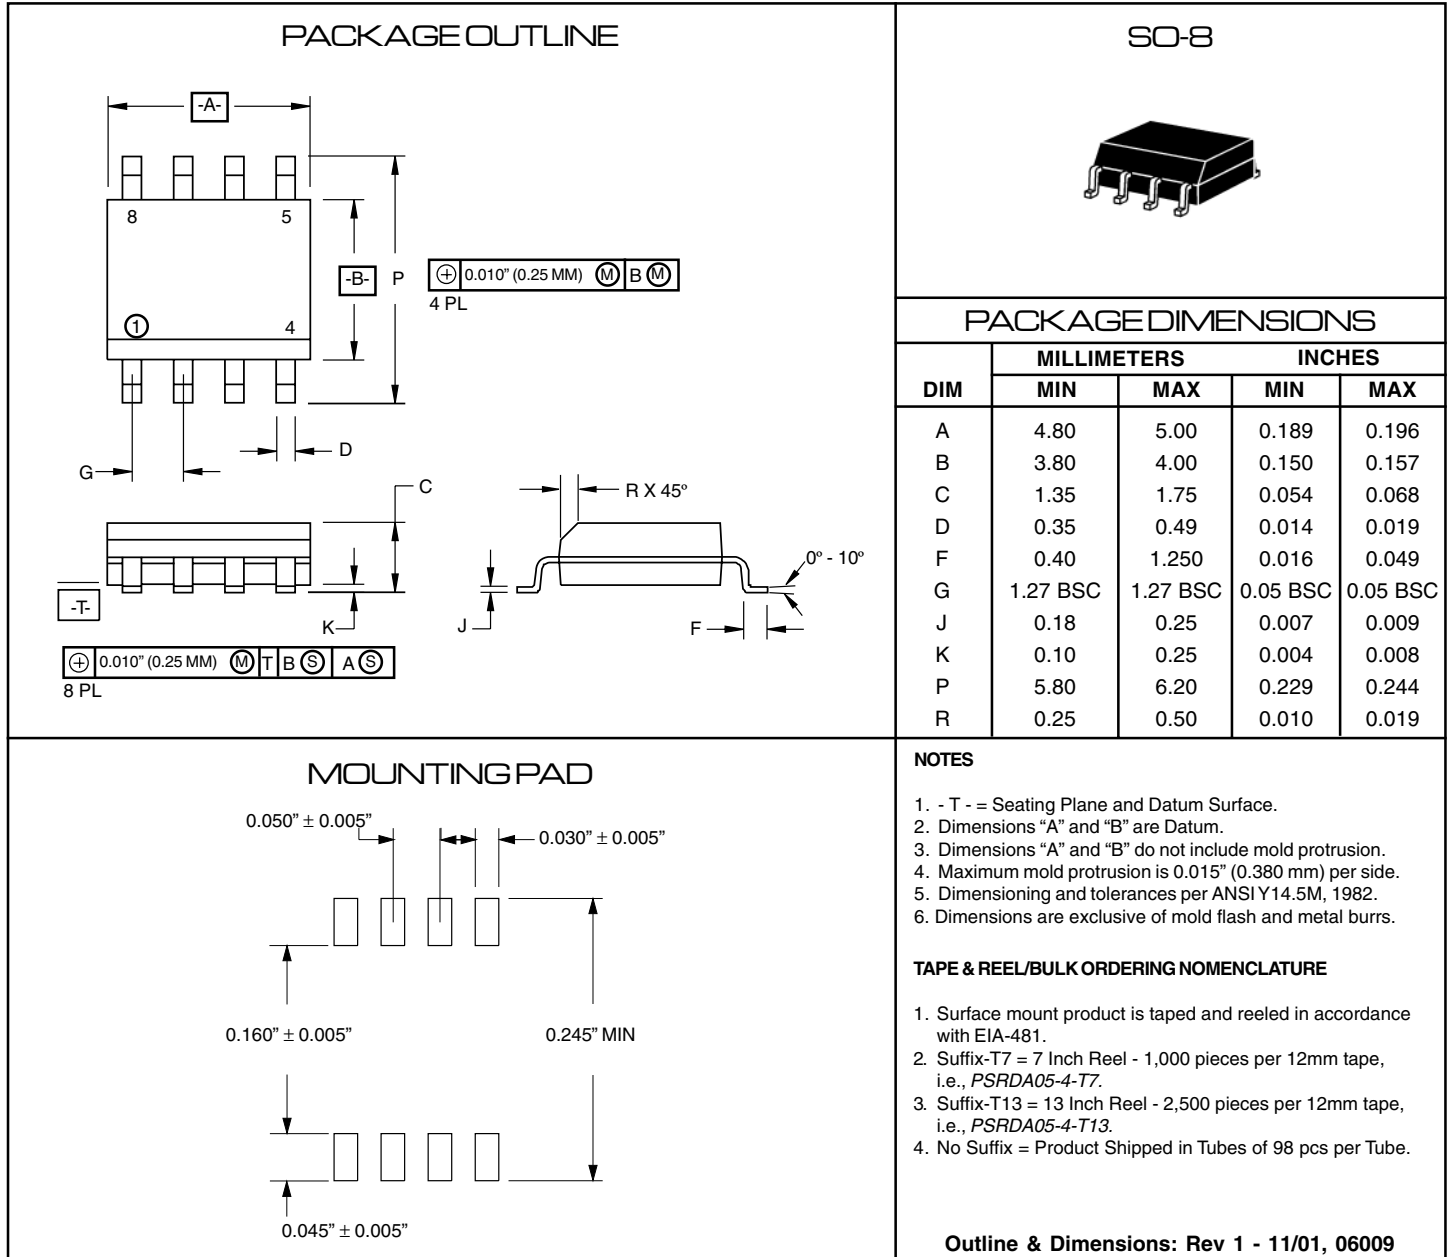 PACKAGE OUTLINE
-A-
8 5
-B- P
⌖ 0.010” (0.25 MM) Ⓜ B Ⓜ
4 PL
① 4
D
G
C
R X 45º
0º - 10º
-T-
K
J
F
⌖ 0.010” (0.25 MM) Ⓜ T B Ⓢ A Ⓢ
8 PL
SO-8
PACKAGE DIMENSIONS
MILLIMETERS INCHES
DIM MIN MAX MIN MAX
A 4.80 5.00 0.189 0.196
B 3.80 4.00 0.150 0.157
C 1.35 1.75 0.054 0.068
D 0.35 0.49 0.014 0.019
F 0.40 1.250 0.016 0.049
G 1.27 BSC 1.27 BSC 0.05 BSC 0.05 BSC
J 0.18 0.25 0.007 0.009
K 0.10 0.25 0.004 0.008
P 5.80 6.20 0.229 0.244
R 0.25 0.50 0.010 0.019
MOUNTING PAD
0.050” ± 0.005”
0.030” ± 0.005”
0.160” ± 0.005”
0.245” MIN
0.045” ± 0.005”
NOTES
1. - T - = Seating Plane and Datum Surface.
2. Dimensions “A” and “B” are Datum.
3. Dimensions “A” and “B” do not include mold protrusion.
4. Maximum mold protrusion is 0.015” (0.380 mm) per side.
5. Dimensioning and tolerances per ANSI Y14.5M, 1982.
6. Dimensions are exclusive of mold flash and metal burrs.
TAPE & REEL/BULK ORDERING NOMENCLATURE
1. Surface mount product is taped and reeled in accordance
with EIA-481.
2. Suffix-T7 = 7 Inch Reel - 1,000 pieces per 12mm tape,
i.e., PSRDA05-4-T7.
3. Suffix-T13 = 13 Inch Reel - 2,500 pieces per 12mm tape,
i.e., PSRDA05-4-T13.
4. No Suffix = Product Shipped in Tubes of 98 pcs per Tube.
Outline & Dimensions: Rev 1 - 11/01, 06009